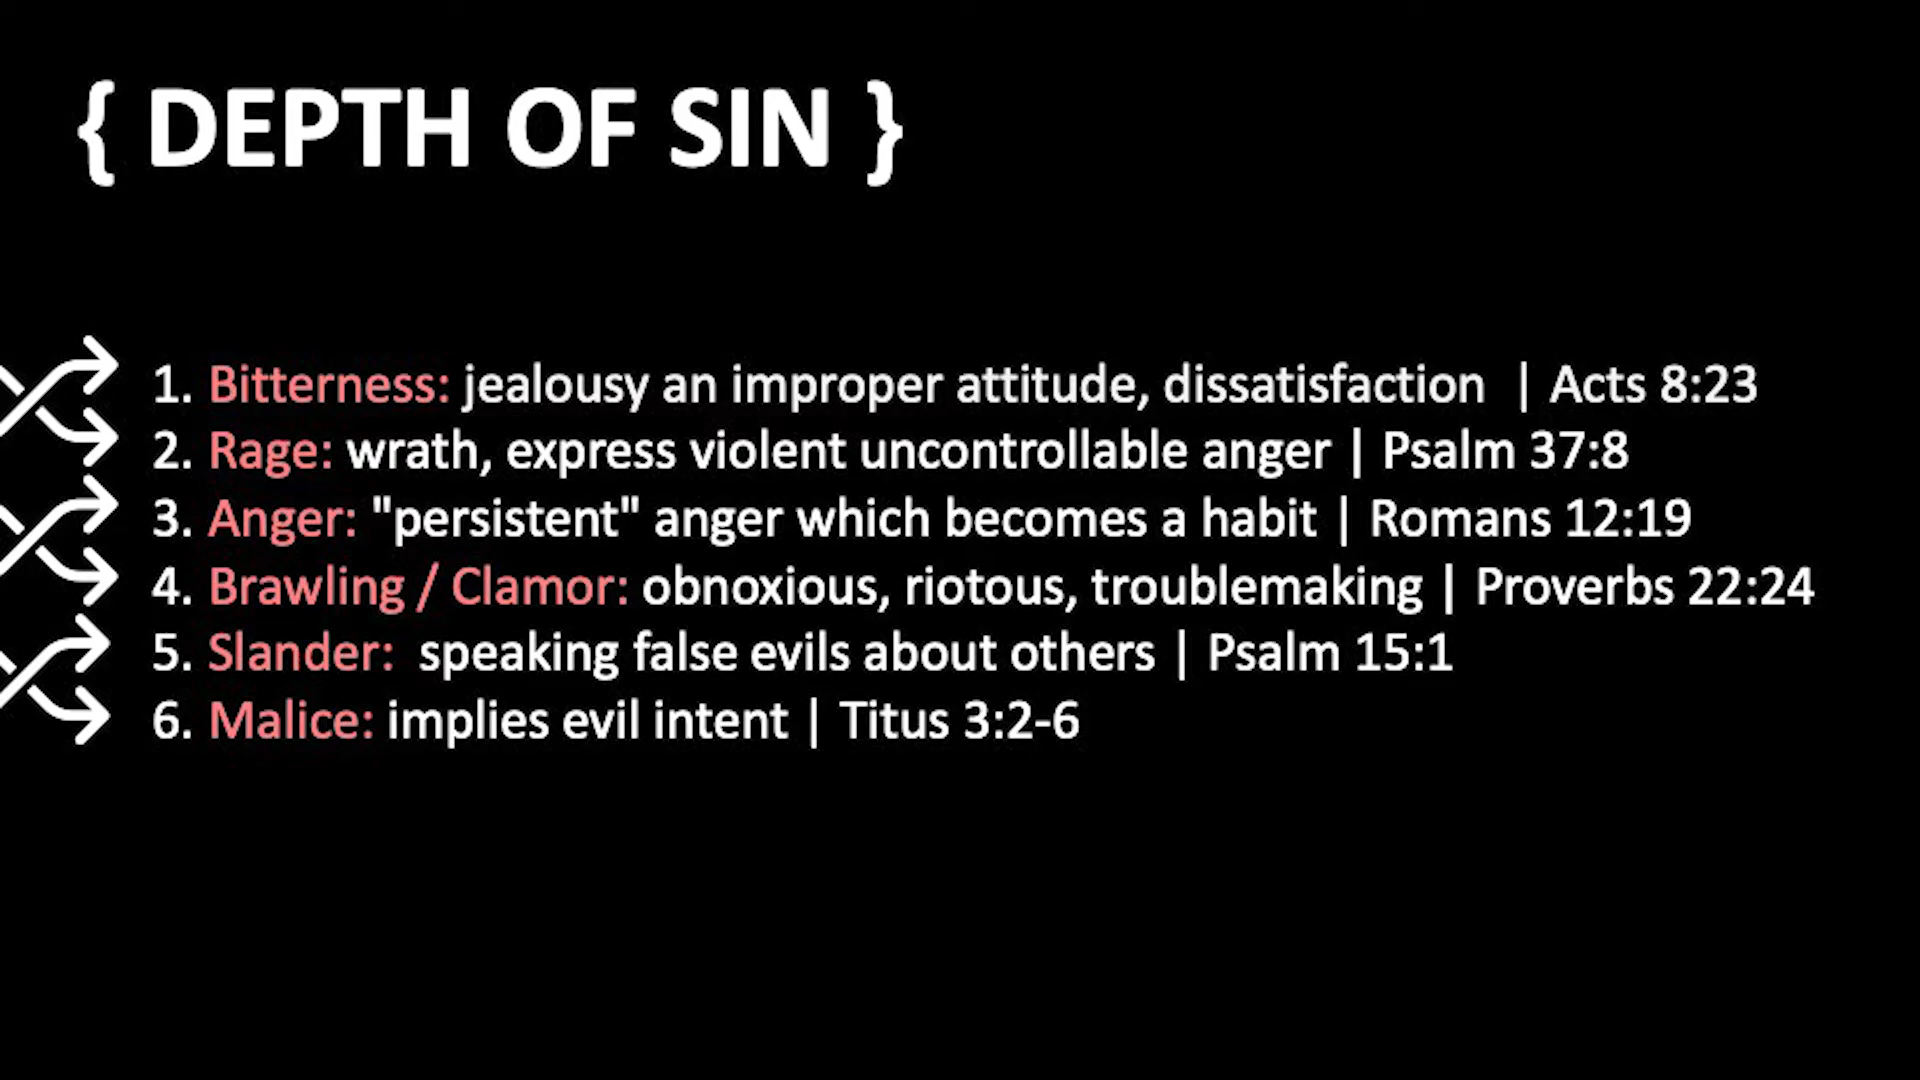 { DEPTH OF SIN }
1. Bitterness: jealousy an improper attitude, dissatisfaction  | Acts 8:23
2. Rage: wrath, express violent uncontrollable anger | Psalm 37:8
3. Anger: "persistent" anger which becomes a habit | Romans 12:19
4. Brawling / Clamor: obnoxious, riotous, troublemaking | Proverbs 22:24
5. Slander:  speaking false evils about others | Psalm 15:1
6. Malice: implies evil intent | Titus 3:2-6